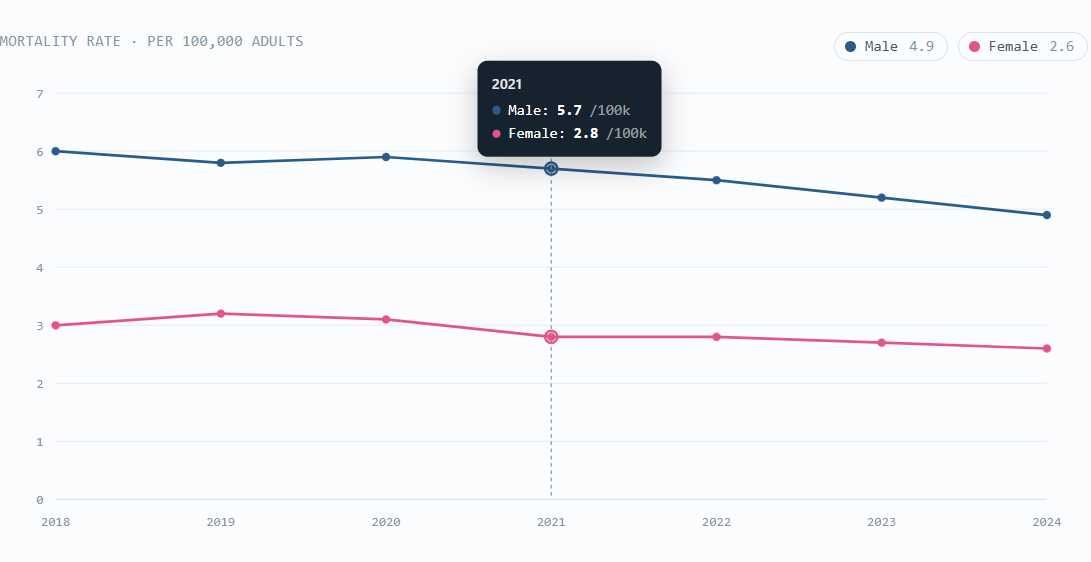 MORTALITY RATE · PER 100,000 ADULTS
Male 4.9
Female 2.6
2021
Male: 5.7 /100k
Female: 2.8 /100k
7
6
5
4
3
2
1
0
2018 2019 2020 2021 2022 2023 2024